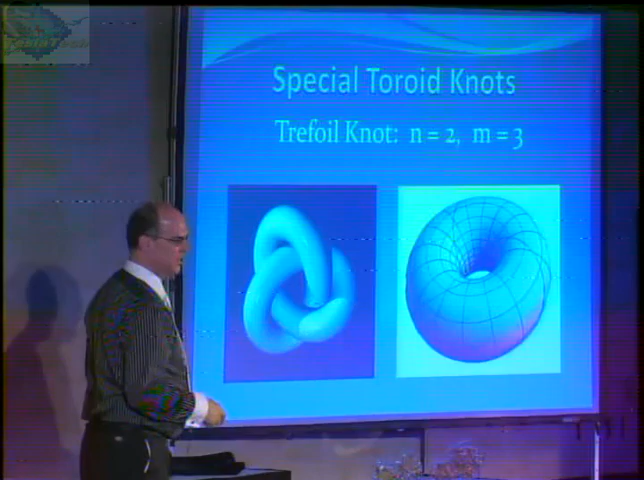 Special Toroid Knots
Trefoil Knot: n = 2, m = 3